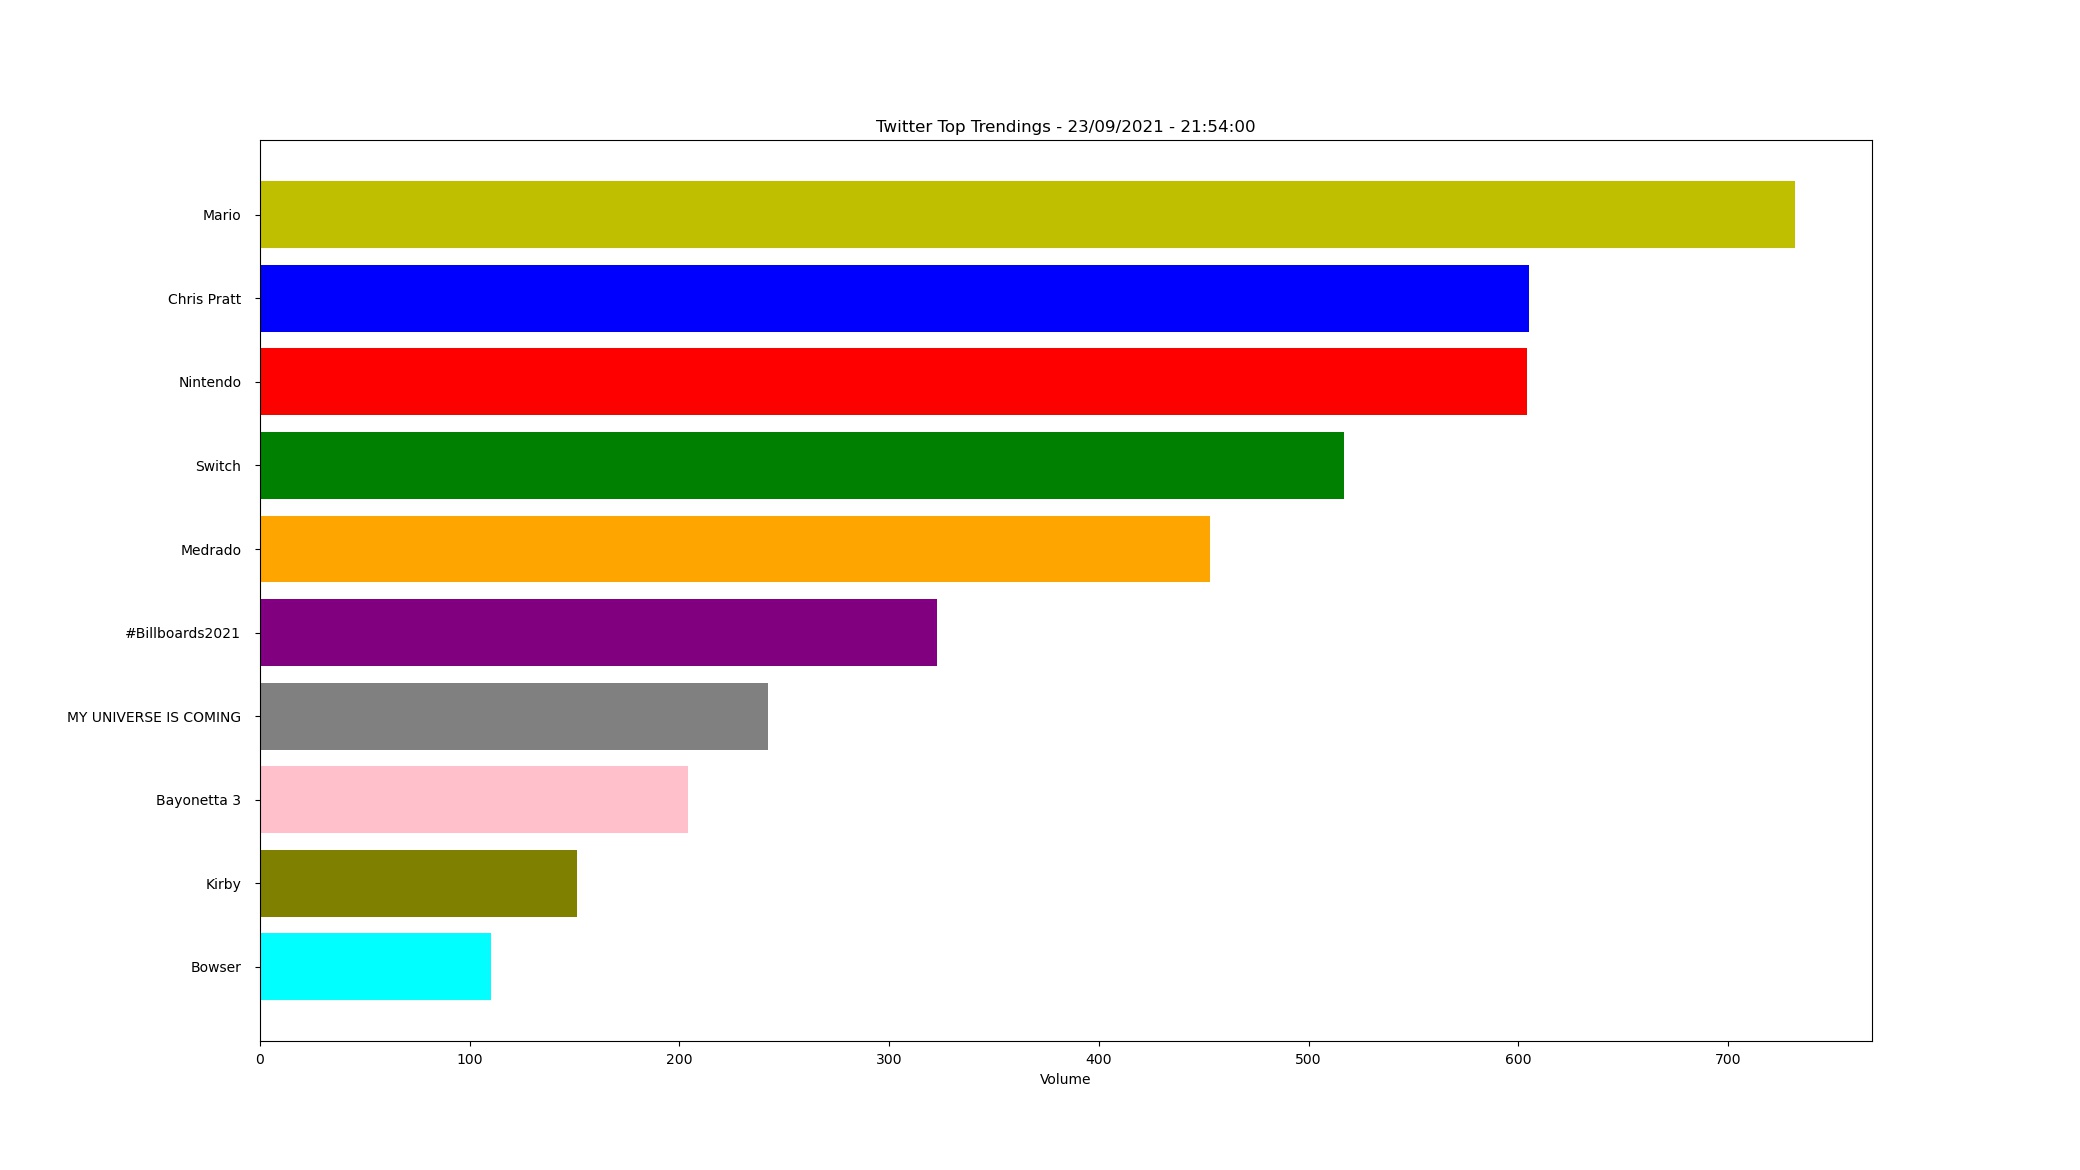 Twitter Top Trendings - 23/09/2021 - 21:54:00
Mario
Chris Pratt
Nintendo
Switch
Medrado
#Billboards2021
MY UNIVERSE IS COMING
Bayonetta 3
Kirby
Bowser
0 100 200 300 400 500 600 700
Volume